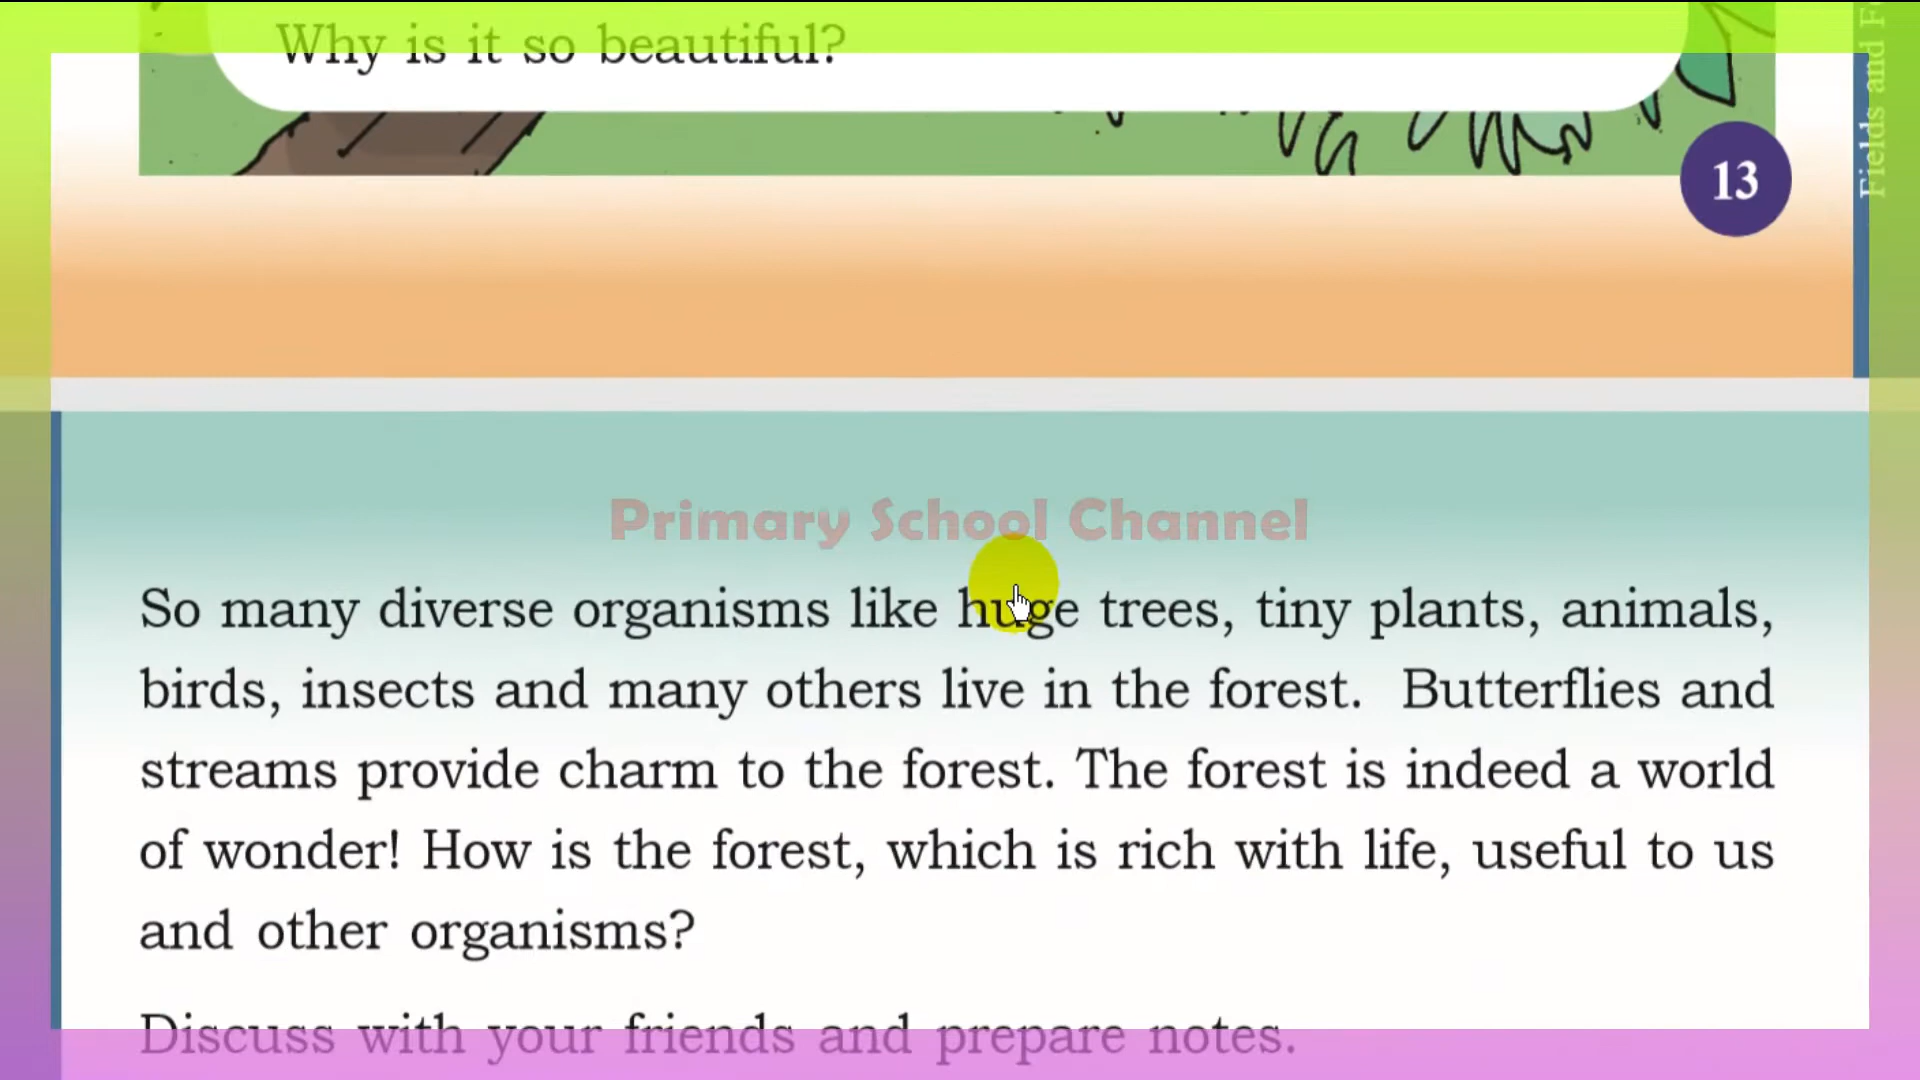 Why is it so beautiful?
Fields and
13
Primary School Channel
So many diverse organisms like huge trees, tiny plants, animals,
birds, insects and many others live in the forest. Butterflies and
streams provide charm to the forest. The forest is indeed a world
of wonder! How is the forest, which is rich with life, useful to us
and other organisms?
Discuss with your friends and prepare notes.